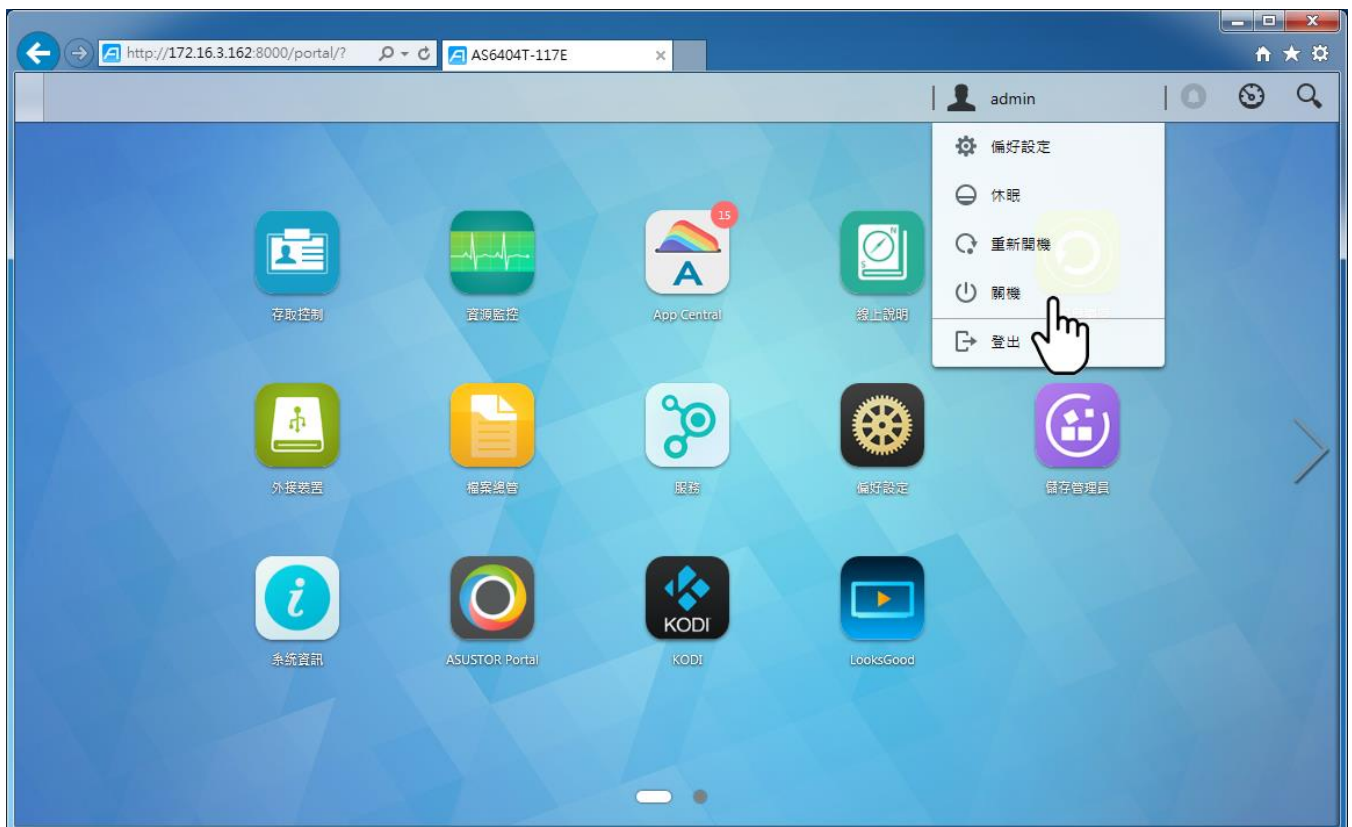 http://172.16.3.162:8000/portal/?
AS6404T-117E
admin
偏好設定
休眠
重新開機
關機
登出
15
N
S
A
存取控制
資源監控
App Central
線上說明
外接裝置
檔案總管
服務
偏好設定
儲存管理員
i
KODI
系統資訊
ASUSTOR Portal
KODI
LooksGood